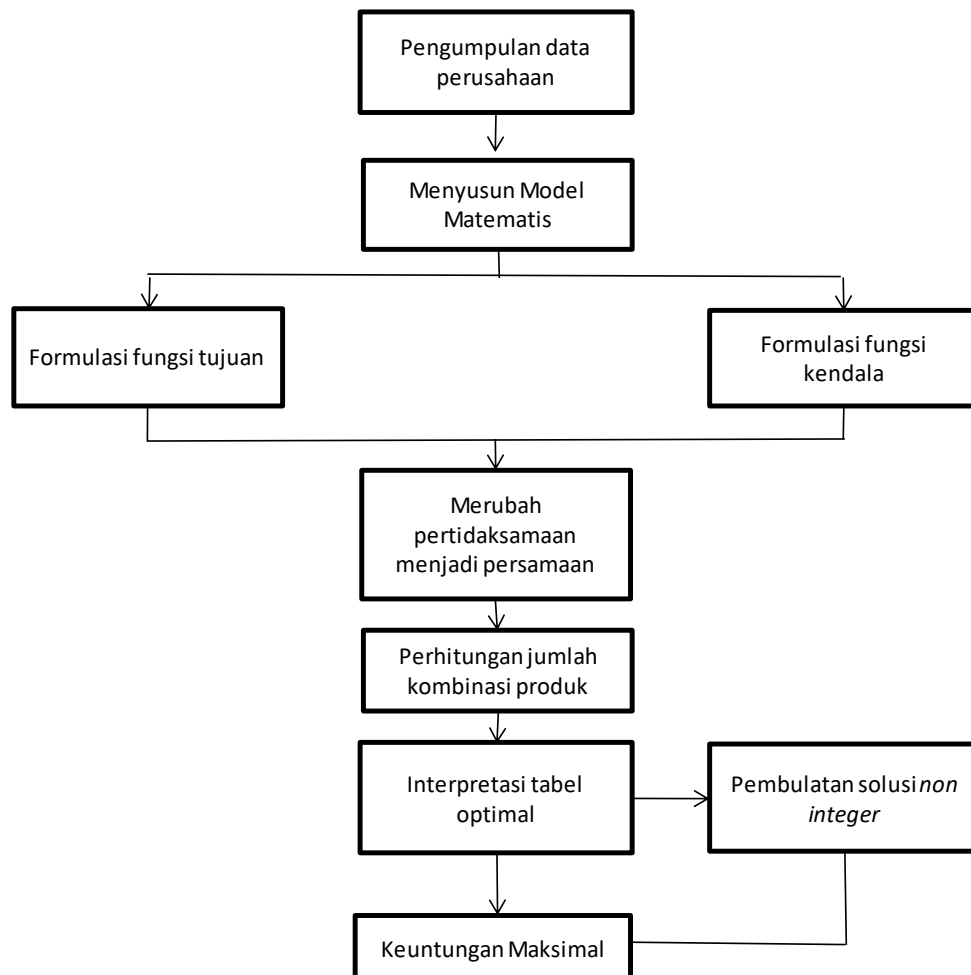 Pengumpulan data
perusahaan
Menyusun Model
Matematis
Formulasi fungsi tujuan
Formulasi fungsi
kendala
Merubah
pertidaksamaan
menjadi persamaan
Perhitungan jumlah
kombinasi produk
Interpretasi tabel
optimal
Pembulatan solusi non
integer
Keuntungan Maksimal